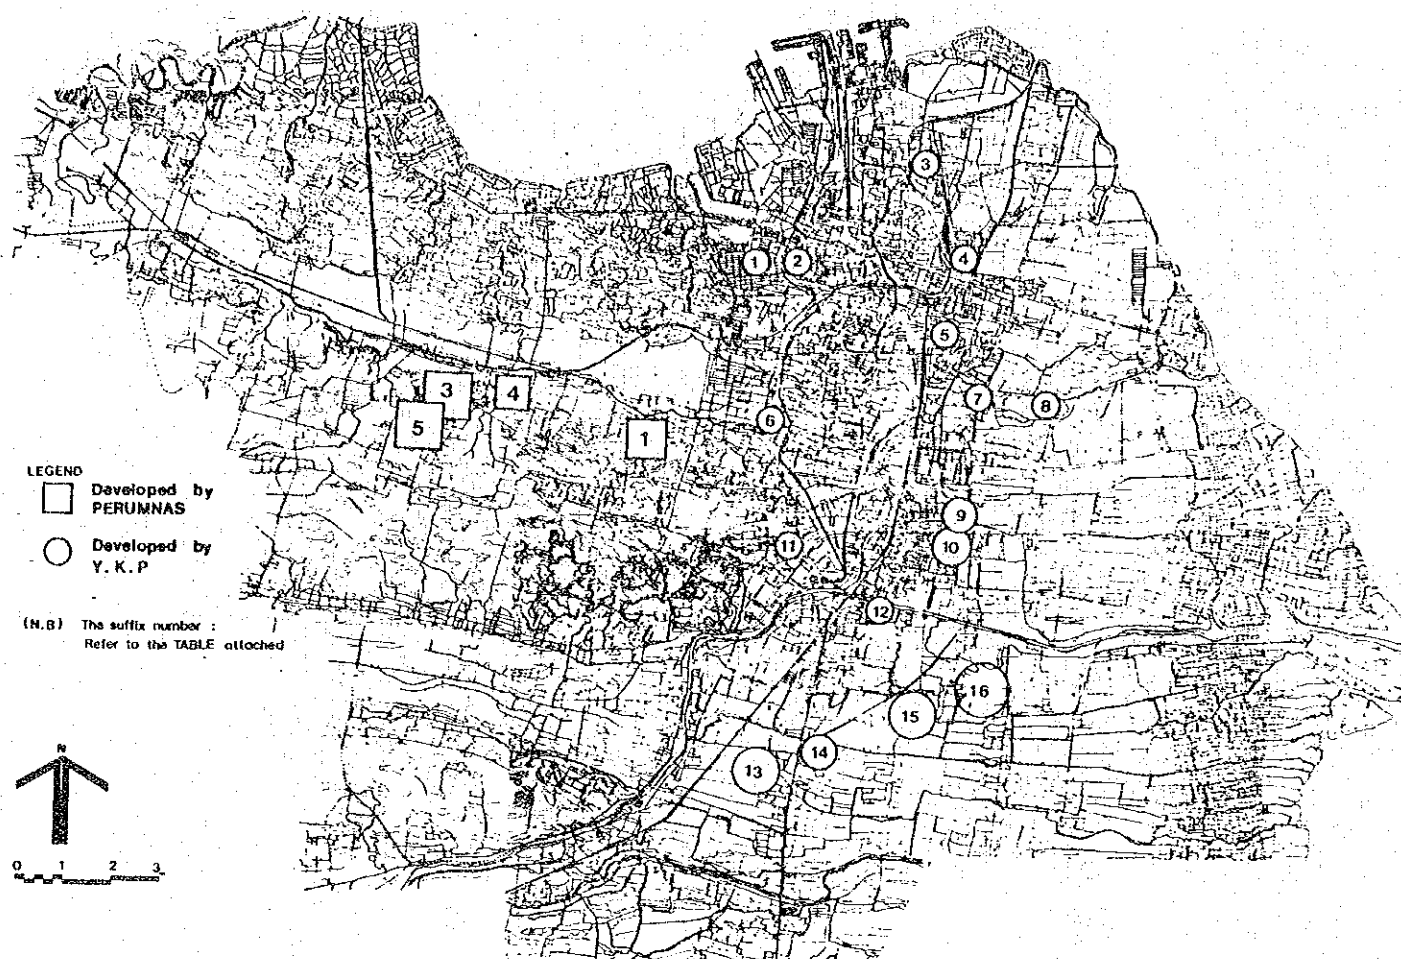 3
1
2
4
5
3
4
7
8
6
5
1
LEGEND
Developed by
PERUMNAS
9
Developed by
Y. K. P
11
10
12
(N.B) The suffix number :
Refer to the TABLE attached
16
15
14
N
13
0 1 2 3